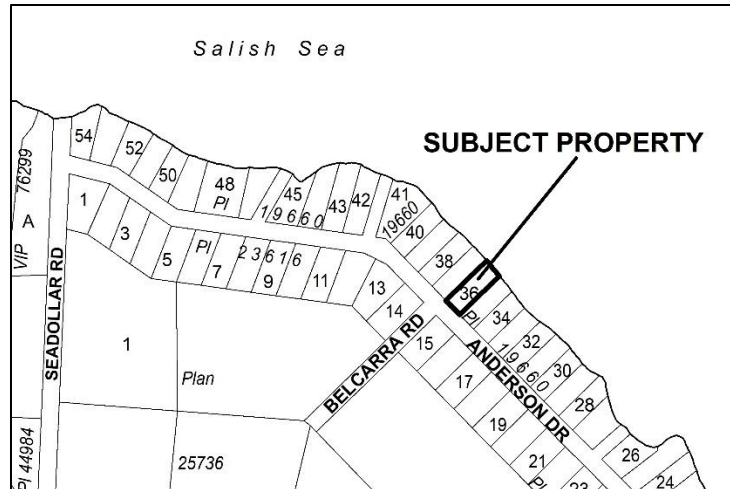 Salish Sea
SUBJECT PROPERTY
54
52
50
48
Pl
45
43
42
41
19660
19660
40
38
36
Pl
34
32
19660
30
28
26
24
VIP 76299
A
1
3
5
Pl
7
23616
9
11
13
14
15
17
19
21
Pl
23
SEADOLLAR RD
BELCARRA RD
ANDERSON DR
1
Plan
25736
Pl 44984